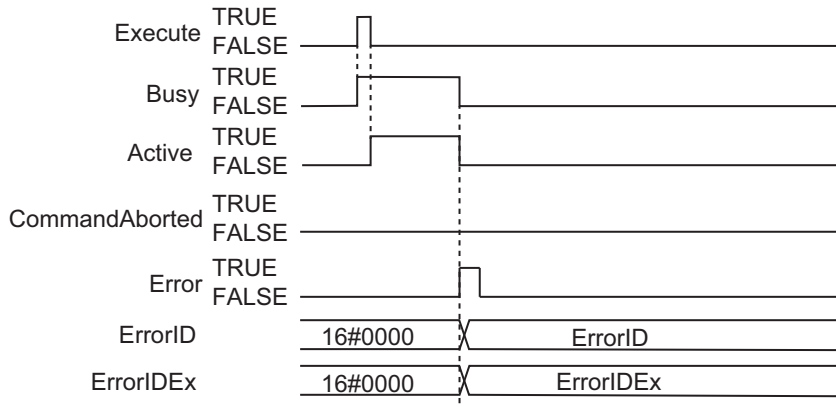 TRUE
Execute
FALSE
TRUE
Busy
FALSE
TRUE
Active
FALSE
TRUE
CommandAborted
FALSE
TRUE
Error
FALSE
ErrorID 16#0000 ErrorID
ErrorIDEx 16#0000 ErrorIDEx